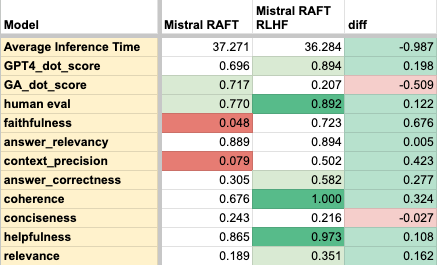 Model Mistral RAFT Mistral RAFT RLHF diff
Average Inference Time 37.271 36.284 -0.987
GPT4_dot_score 0.696 0.894 0.198
GA_dot_score 0.717 0.207 -0.509
human eval 0.770 0.892 0.122
faithfulness 0.048 0.723 0.676
answer_relevancy 0.889 0.894 0.005
context_precision 0.079 0.502 0.423
answer_correctness 0.305 0.582 0.277
coherence 0.676 1.000 0.324
conciseness 0.243 0.216 -0.027
helpfulness 0.865 0.973 0.108
relevance 0.189 0.351 0.162